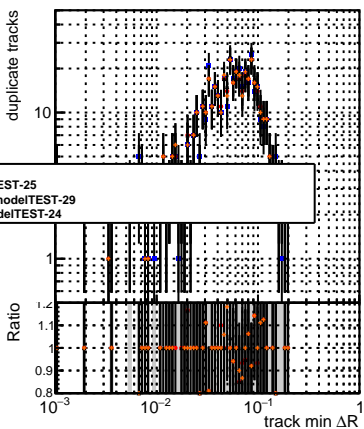 duplicate tracks
10
EST-25
nodelTEST-29
delTEST-24
1
Ratio
1.2
1.1
1
0.9
0.8
10⁻³ 10⁻² 10⁻¹ 1
track min ΔR